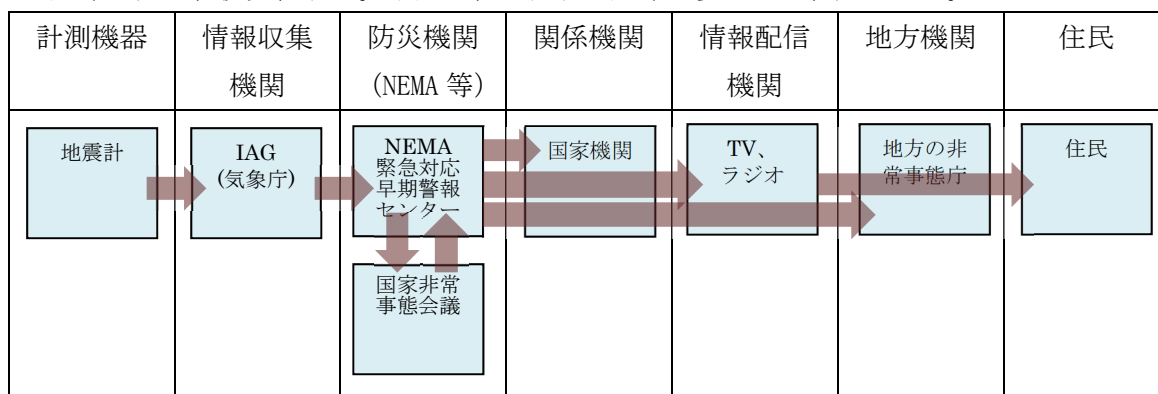 計測機器
情報収集
機関
防災機関
(NEMA 等)
関係機関
情報配信
機関
地方機関
住民
地震計
IAG
(気象庁)
NEMA
緊急対応
早期警報
センター
国家非常
事態会議
国家機関
TV、
ラジオ
地方の非
常事態庁
住民